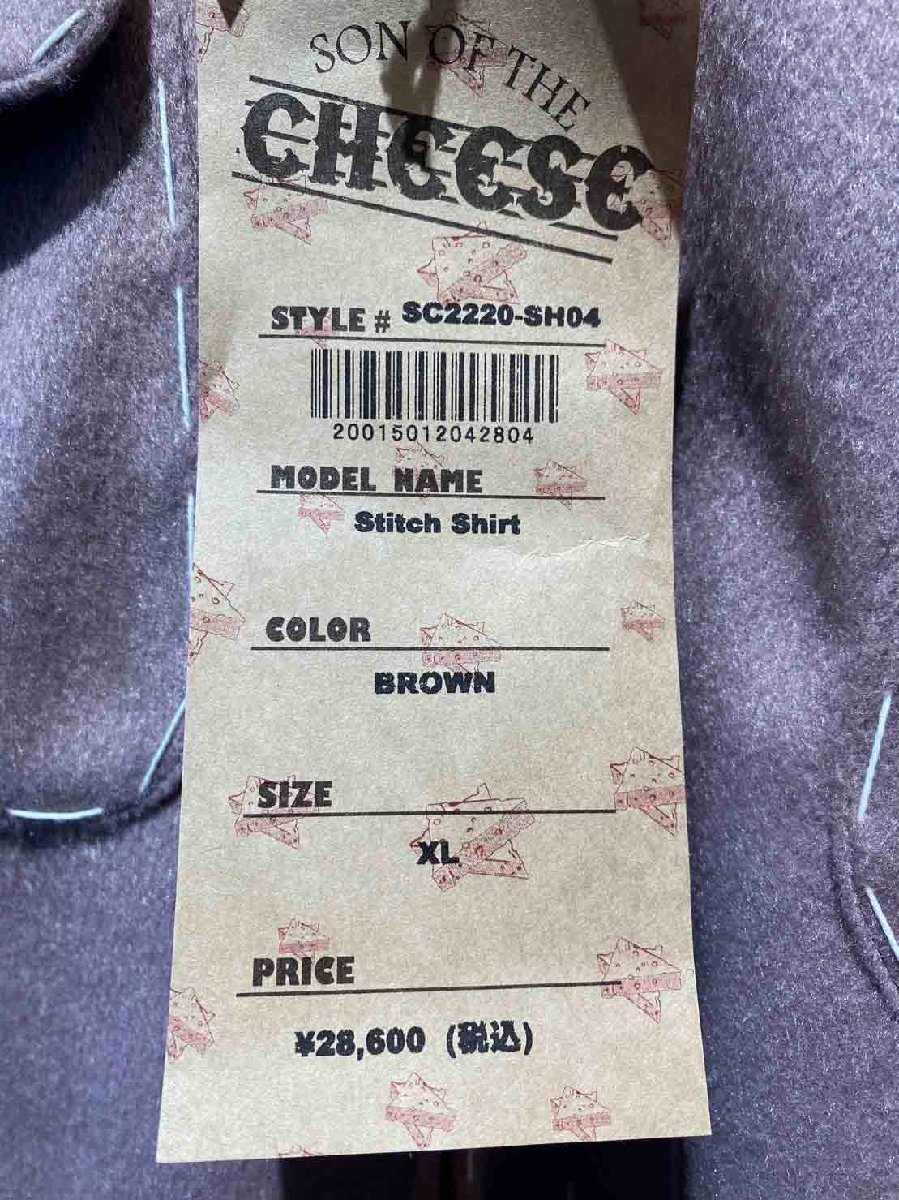 SON OF THE
CHEESE
STYLE # SC2220-SH04
20015012042804
MODEL NAME
Stitch Shirt
COLOR
BROWN
SIZE
XL
PRICE
¥28,600 (税込)